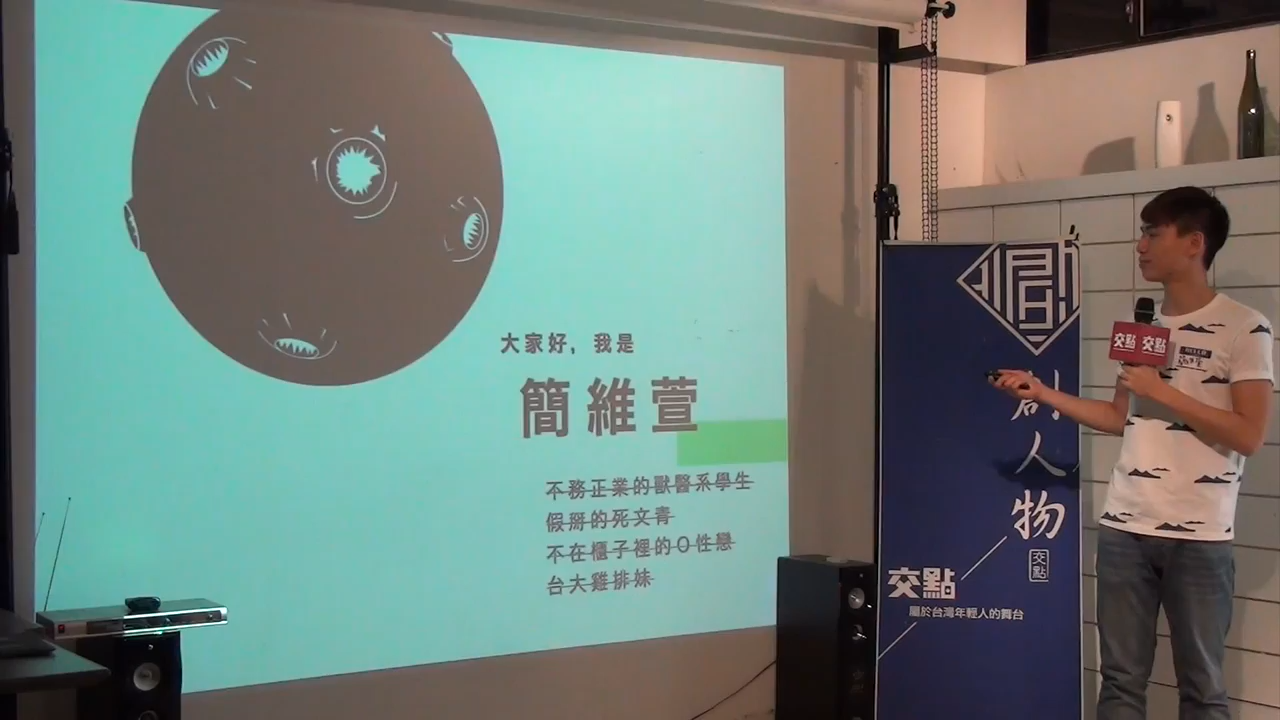 大家好，我是
簡維萱
不務正業的獸醫系學生
假掰的死文青
不在櫃子裡的O性戀
台大雞排妹
劇
創人物
交點
交點
屬於台灣年輕人的舞台
交點 交點
HELLO